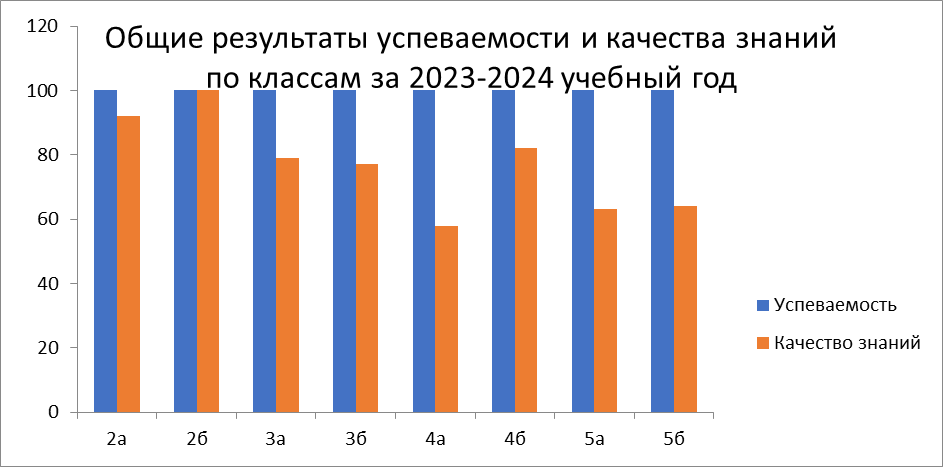 Общие результаты успеваемости и качества знаний
по классам за 2023-2024 учебный год
120
100
80
60
40
20
0
2а 2б 3а 3б 4а 4б 5а 5б
Успеваемость
Качество знаний